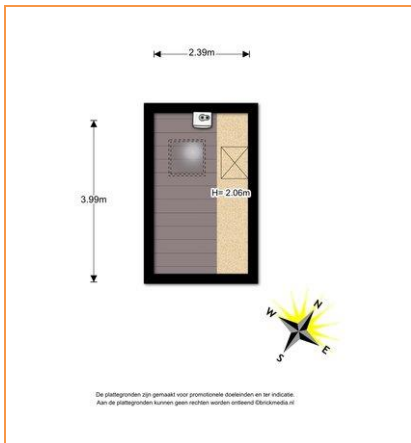 2.39m
3.99m
H= 2.06m
N
W
E
S
De plattegronden zijn gemaakt voor promotionele doeleinden en ter indicatie.
Aan de plattegronden kunnen geen rechten worden ontleend ©brickmedia.nl